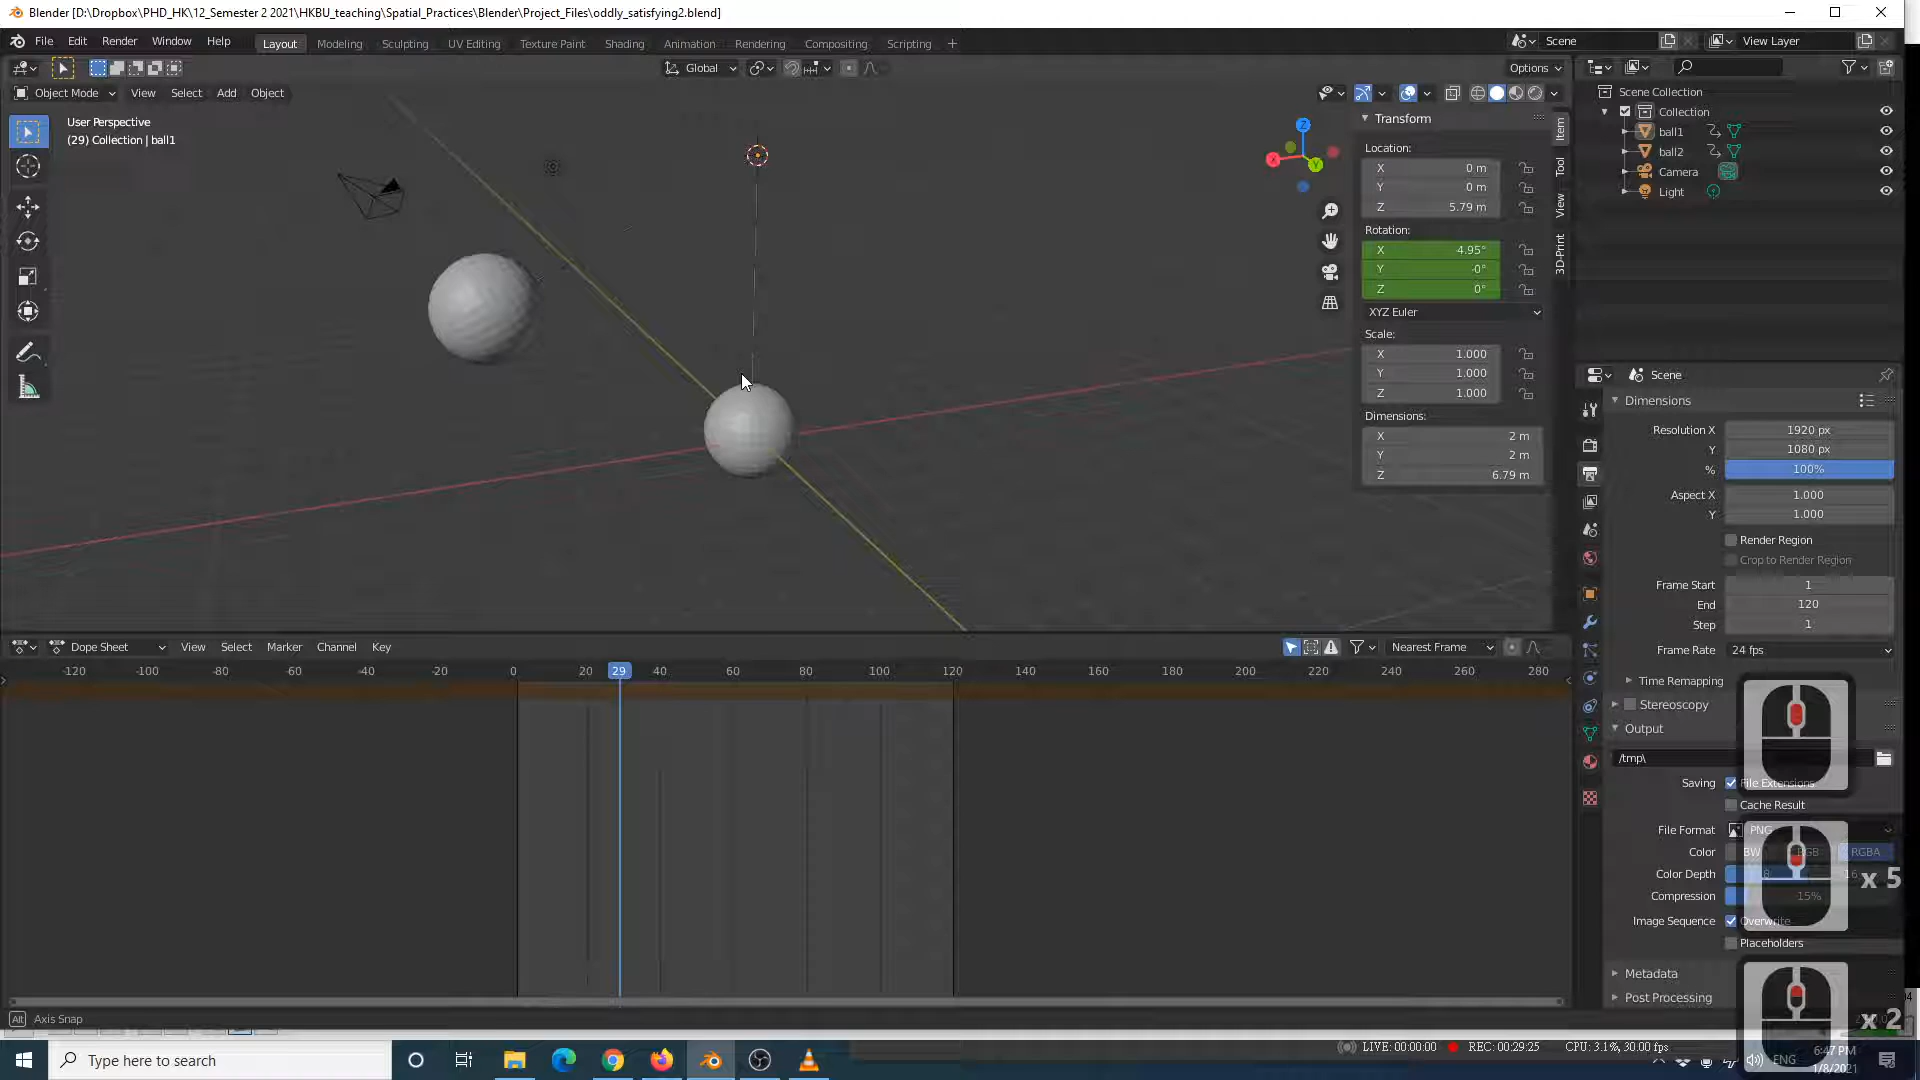 Blender [D:\Dropbox\PHD_HK\12_Semester 2 2021\HKBU_teaching\Spatial_Practices\Blender\Project_Files\oddly_satisfying2.blend]
File Edit Render Window Help Layout Modeling Sculpting UV Editing Texture Paint Shading Animation Rendering Compositing Scripting + Scene View Layer
Global Options
Object Mode View Select Add Object
User Perspective
(29) Collection | ball1
Transform
Location:
X 0 m
Y 0 m
Z 5.79 m
Rotation:
X 4.95°
Y -0°
Z 0°
XYZ Euler
Scale:
X 1.000
Y 1.000
Z 1.000
Dimensions:
X 2 m
Y 2 m
Z 6.79 m
Item
Tool
View
3D-Print
Z
X
Y
Scene Collection
Collection
ball1
ball2
Camera
Light
Scene
Dimensions
Resolution X 1920 px
Y 1080 px
% 100%
Aspect X 1.000
Y 1.000
Render Region
Crop to Render Region
Frame Start 1
End 120
Step 1
Frame Rate 24 fps
Time Remapping
Stereoscopy
Output
/tmp\
Saving File Extensions
Cache Result
File Format PNG
Color BW RGB RGBA
Color Depth 8 16
Compression 15%
Image Sequence Overwrite
Placeholders
Metadata
Post Processing
x 5
x 2
Dope Sheet View Select Marker Channel Key Nearest Frame
-120 -100 -80 -60 -40 -20 0 20 29 40 60 80 100 120 140 160 180 200 220 240 260 280
Alt Axis Snap
Type here to search
LIVE: 00:00:00 REC: 00:29:25 CPU: 3.1%, 30.00 fps
ENG
6:47 PM
1/8/2021